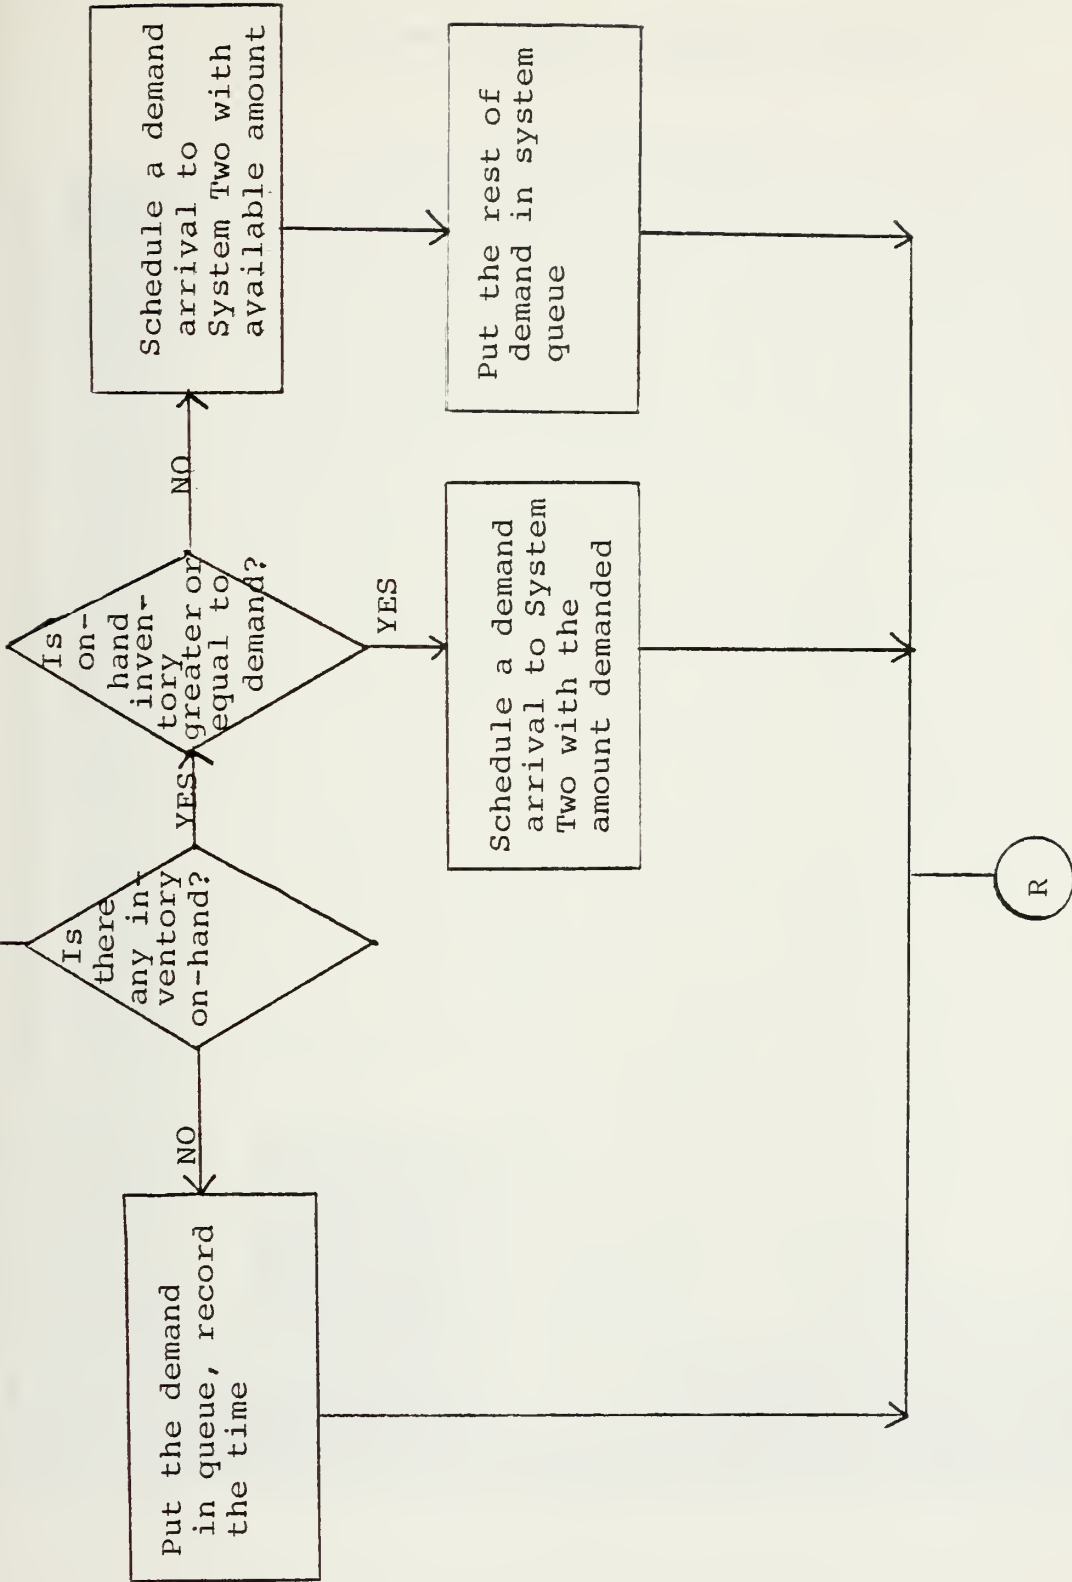 Put the demand
in queue, record
the time
NO
Is
there
any in-
ventory
on-hand?
YES
Is
on-
hand
inven-
tory
greater or
equal to
demand?
NO
Schedule a demand
arrival to
System Two with
available amount
YES
Schedule a demand
arrival to System
Two with the
amount demanded
Put the rest of
demand in system
queue
R